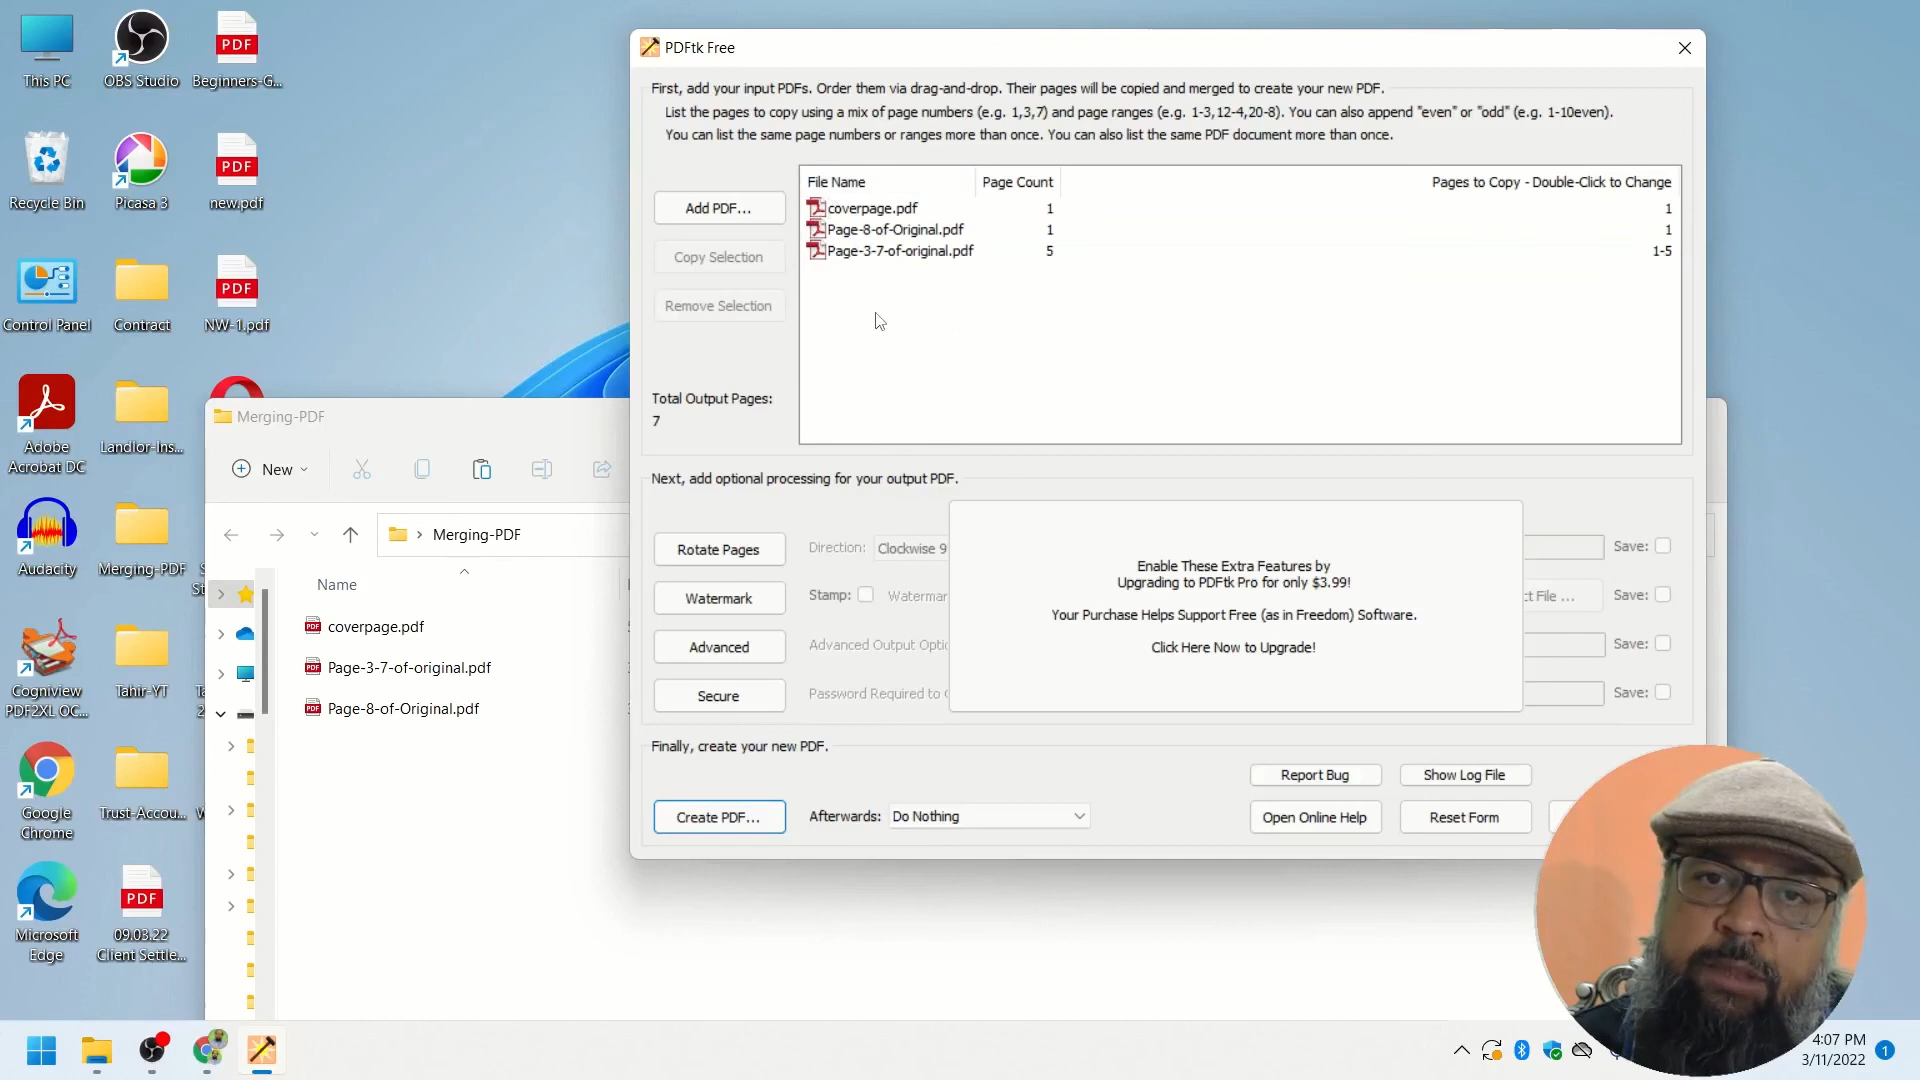 This PC
OBS Studio
PDF
Beginners-G...
Recycle Bin
Picasa 3
PDF
new.pdf
Control Panel
Contract
PDF
NW-1.pdf
Adobe
Acrobat DC
Landlor-Ins...
Audacity
Merging-PDF
Cogniview
PDF2XL OC...
Tahir-YT
Google
Chrome
Trust-Accou...
Microsoft
Edge
PDF
09.03.22
Client Settle...
Merging-PDF
New
Merging-PDF
Name
coverpage.pdf
Page-3-7-of-original.pdf
Page-8-of-Original.pdf
PDFtk Free
First, add your input PDFs. Order them via drag-and-drop. Their pages will be copied and merged to create your new PDF.
List the pages to copy using a mix of page numbers (e.g. 1,3,7) and page ranges (e.g. 1-3,12-4,20-8). You can also append "even" or "odd" (e.g. 1-10even).
You can list the same page numbers or ranges more than once. You can also list the same PDF document more than once.
File Name Page Count Pages to Copy - Double-Click to Change
coverpage.pdf 1 1
Page-8-of-Original.pdf 1 1
Page-3-7-of-original.pdf 5 1-5
Add PDF...
Copy Selection
Remove Selection
Total Output Pages:
7
Next, add optional processing for your output PDF.
Rotate Pages Direction: Clockwise 9 Save:
Watermark Stamp: Watermar ct File ... Save:
Advanced Advanced Output Optic Save:
Secure Password Required to Save:
Enable These Extra Features by
Upgrading to PDFtk Pro for only $3.99!
Your Purchase Helps Support Free (as in Freedom) Software.
Click Here Now to Upgrade!
Finally, create your new PDF.
Report Bug Show Log File
Create PDF... Afterwards: Do Nothing Open Online Help Reset Form
4:07 PM
3/11/2022
1